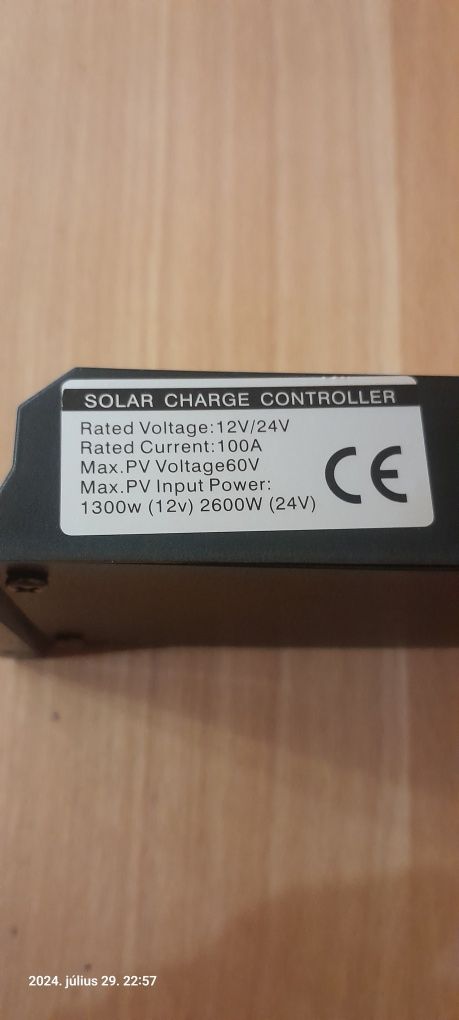 SOLAR CHARGE CONTROLLER
Rated Voltage:12V/24V
Rated Current:100A
Max.PV Voltage60V
Max.PV Input Power:
1300w (12v) 2600W (24V)
CE
2024. július 29. 22:57